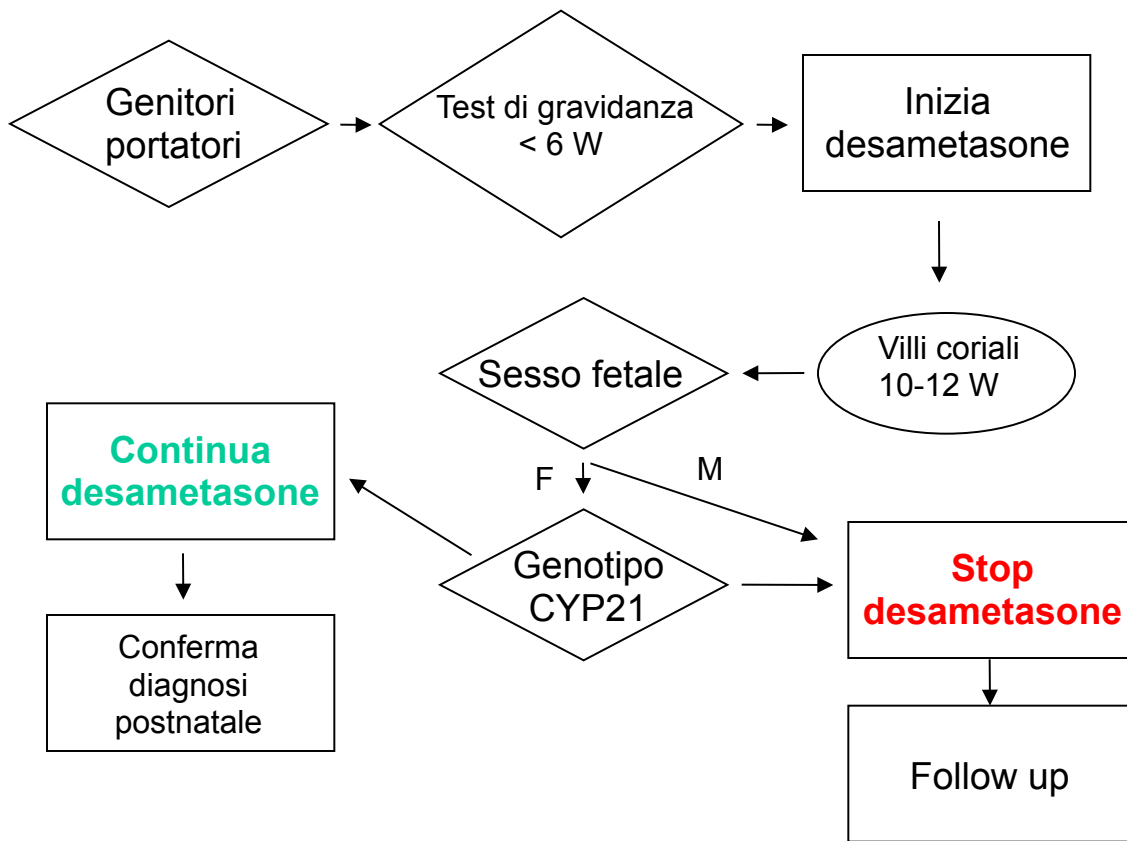 Genitori
portatori
Test di gravidanza
< 6 W
Inizia
desametasone
Villi coriali
10-12 W
Sesso fetale
F
M
Continua
desametasone
Genotipo
CYP21
Stop
desametasone
Conferma
diagnosi
postnatale
Follow up